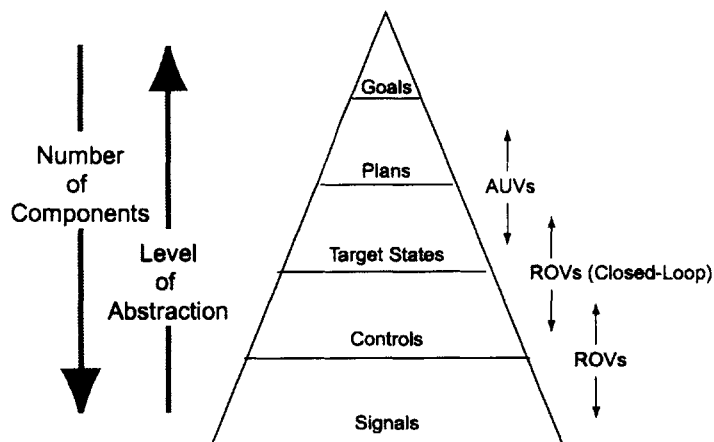 Goals
Number
of
Components
Plans
AUVs
Level
of
Abstraction
Target States
ROVs (Closed-Loop)
Controls
ROVs
Signals